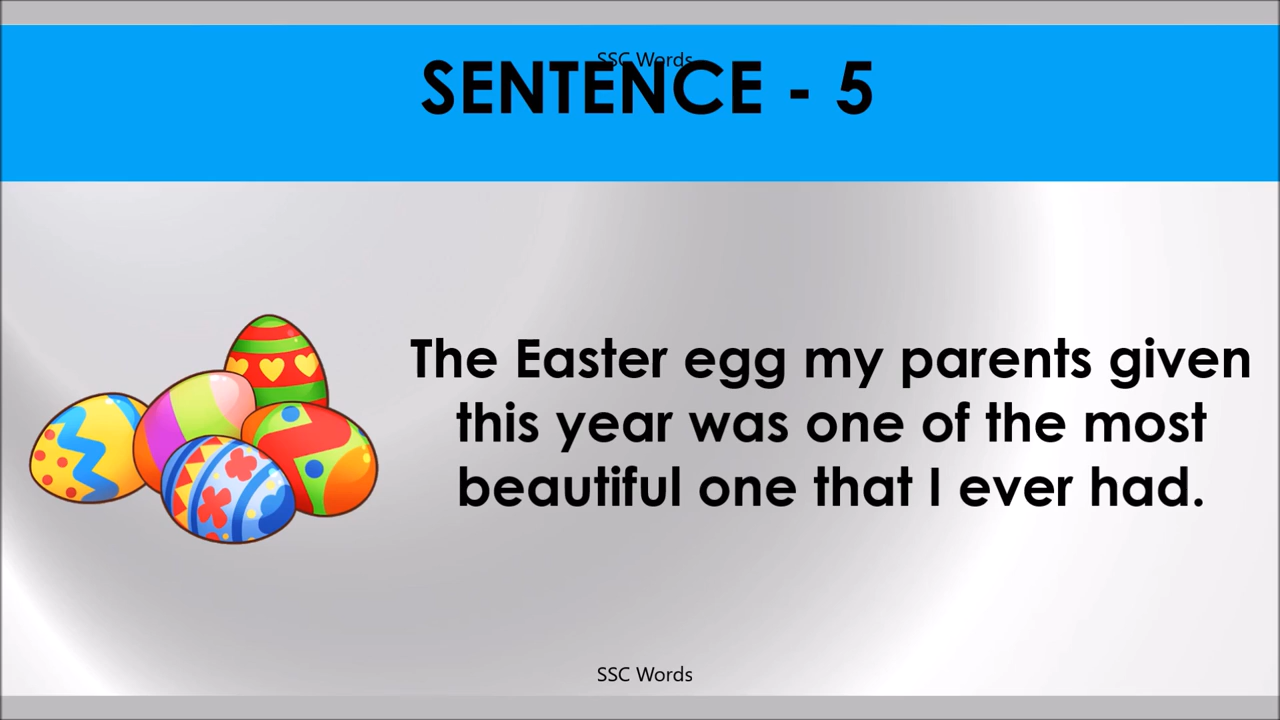 SSC Words
SENTENCE - 5
The Easter egg my parents given
this year was one of the most
beautiful one that I ever had.
SSC Words